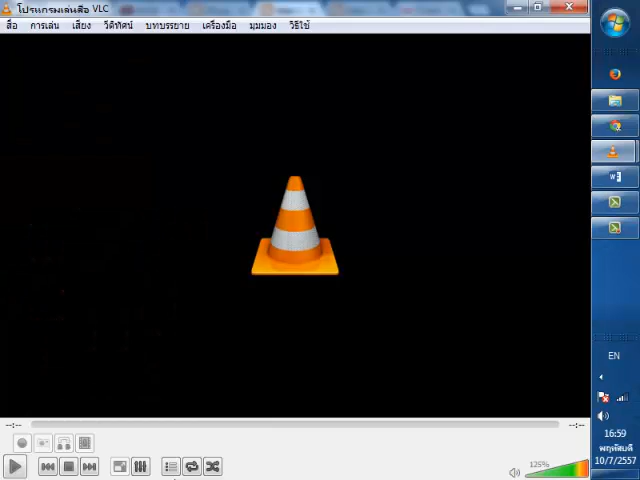 โปรแกรมเล่นสื่อ VLC
สื่อ การเล่น เสียง วีดิทัศน์ บทบรรยาย เครื่องมือ มุมมอง วิธีใช้
W
EN
--:-- --:--
16:59
พฤหัสบดี
10/7/2557
125%